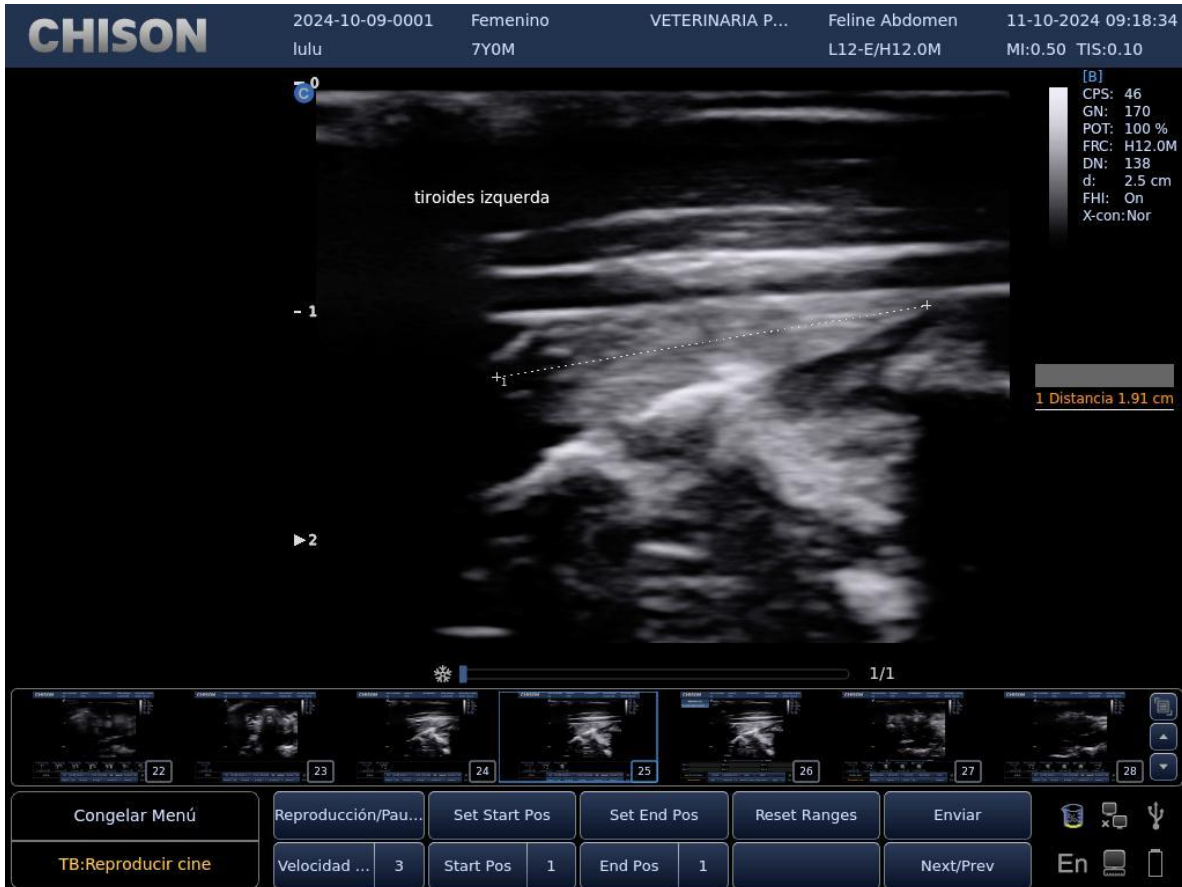 CHISON
2024-10-09-0001 Femenino VETERINARIA P... Feline Abdomen 11-10-2024 09:18:34
lulu 7Y0M L12-E/H12.0M MI:0.50 TIS:0.10
0
C
[B]
CPS: 46
GN: 170
POT: 100 %
FRC: H12.0M
DN: 138
d: 2.5 cm
FHI: On
X-con:Nor
tiroides izquerda
1
1 Distancia 1.91 cm
2
1/1
22 23 24 25 26 27 28
Congelar Menú Reproducción/Pau... Set Start Pos Set End Pos Reset Ranges Enviar
TB:Reproducir cine Velocidad ... 3 Start Pos 1 End Pos 1 Next/Prev En